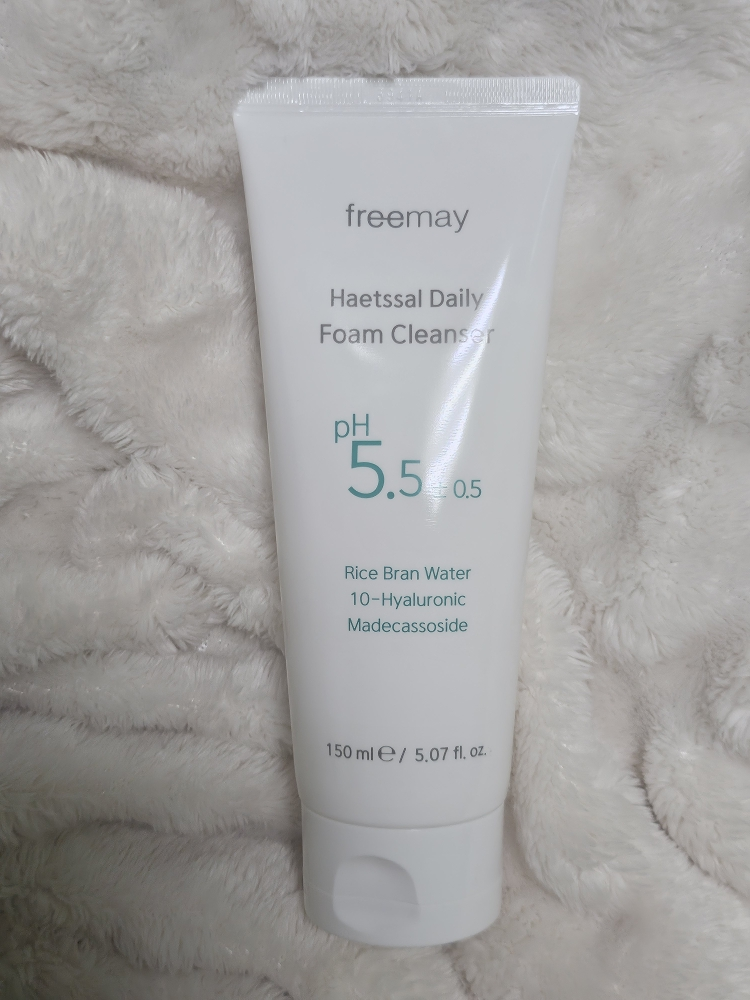 freemay
Haetssal Daily
Foam Cleanser
pH
5.5 ± 0.5
Rice Bran Water
10-Hyaluronic
Madecassoside
150 ml ℮ / 5.07 fl. oz.